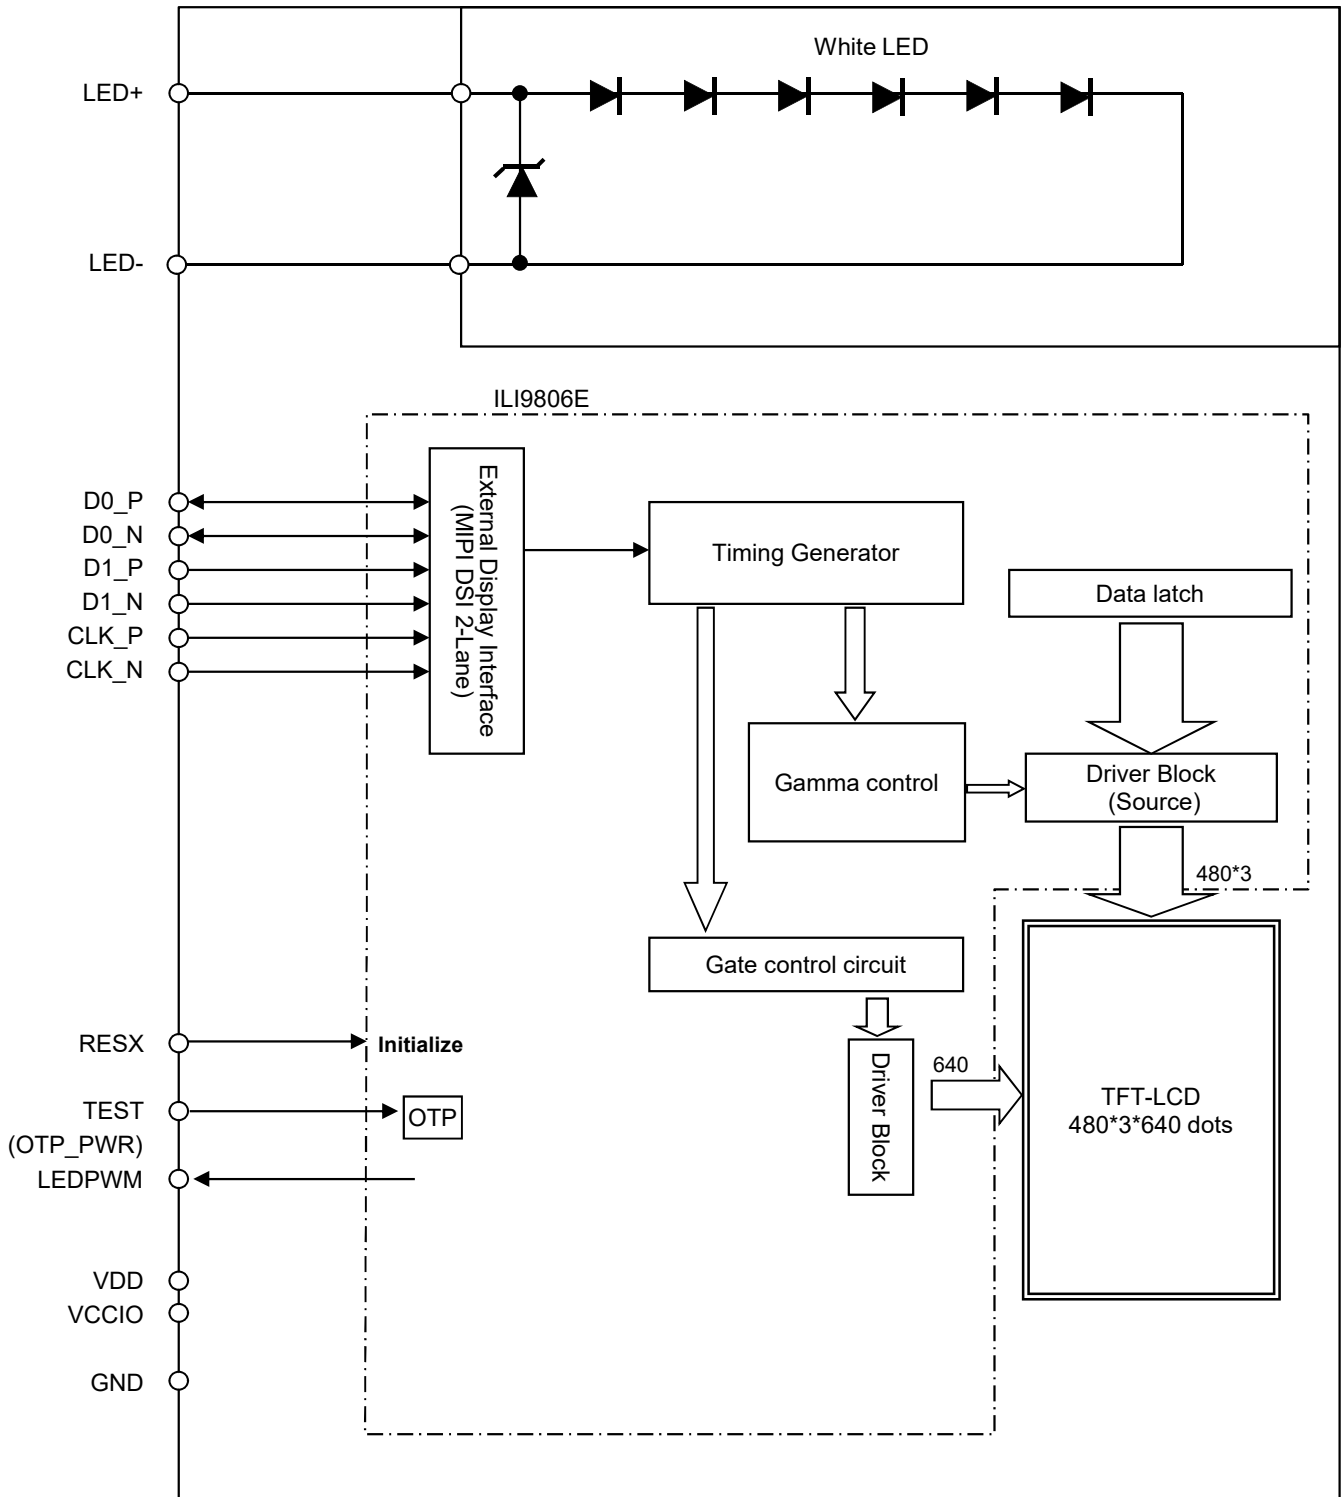 White LED
LED+
LED-
ILI9806E
D0_P
D0_N
D1_P
D1_N
CLK_P
CLK_N
External Display Interface
(MIPI DSI 2-Lane)
Timing Generator
Data latch
Gamma control
Driver Block
(Source)
480*3
Gate control circuit
RESX
Initialize
TEST
(OTP_PWR)
OTP
LEDPWM
Driver Block
640
TFT-LCD
480*3*640 dots
VDD
VCCIO
GND